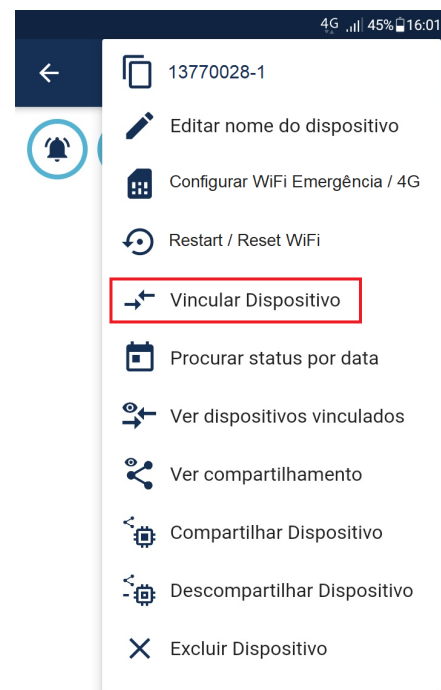 4G 45% 16:01
13770028-1
Editar nome do dispositivo
Configurar WiFi Emergência / 4G
Restart / Reset WiFi
Vincular Dispositivo
Procurar status por data
Ver dispositivos vinculados
Ver compartilhamento
Compartilhar Dispositivo
Descompartilhar Dispositivo
Excluir Dispositivo